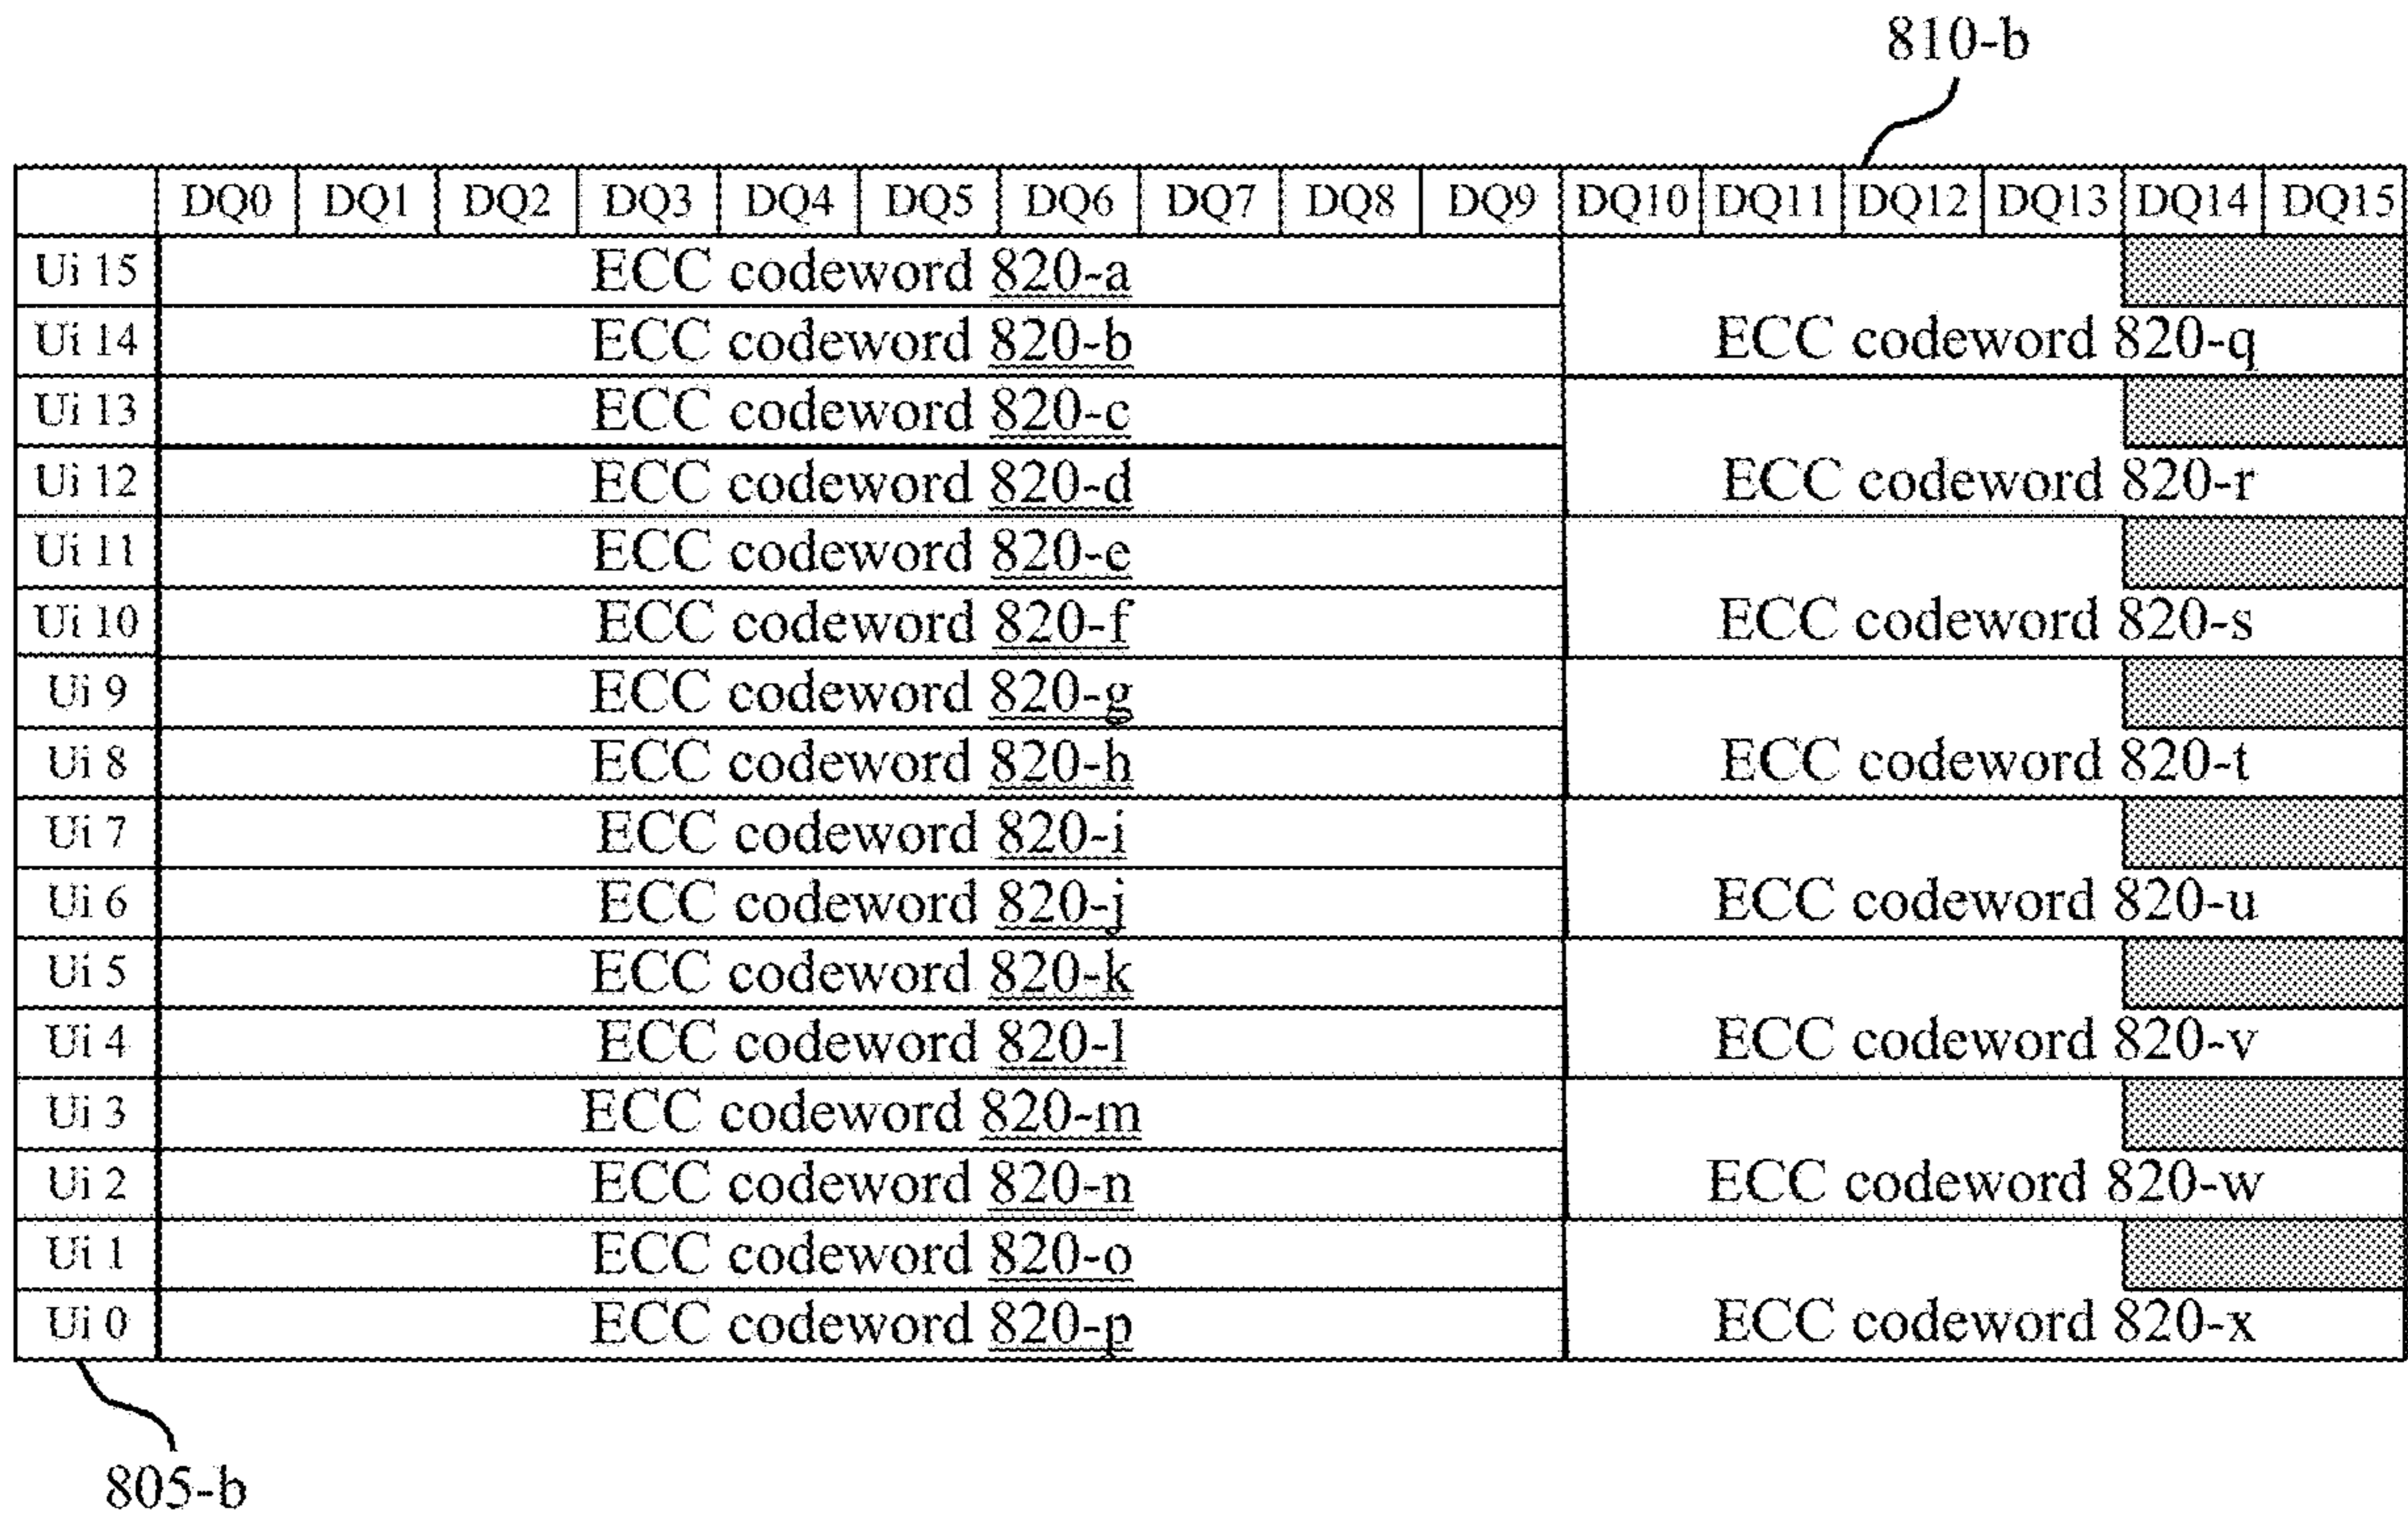 810-b
DQ0 DQ1 DQ2 DQ3 DQ4 DQ5 DQ6 DQ7 DQ8 DQ9 DQ10 DQ11 DQ12 DQ13 DQ14 DQ15
Ui 15 ECC codeword 820-a
Ui 14 ECC codeword 820-b ECC codeword 820-q
Ui 13 ECC codeword 820-c
Ui 12 ECC codeword 820-d ECC codeword 820-r
Ui 11 ECC codeword 820-e
Ui 10 ECC codeword 820-f ECC codeword 820-s
Ui 9 ECC codeword 820-g
Ui 8 ECC codeword 820-h ECC codeword 820-t
Ui 7 ECC codeword 820-i
Ui 6 ECC codeword 820-j ECC codeword 820-u
Ui 5 ECC codeword 820-k
Ui 4 ECC codeword 820-l ECC codeword 820-v
Ui 3 ECC codeword 820-m
Ui 2 ECC codeword 820-n ECC codeword 820-w
Ui 1 ECC codeword 820-o
Ui 0 ECC codeword 820-p ECC codeword 820-x
805-b